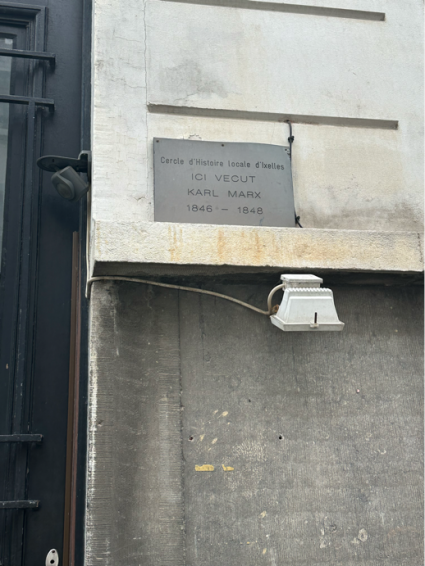 Cercle d'Histoire locale d'Ixelles
ICI VECUT
KARL MARX
1846 - 1848